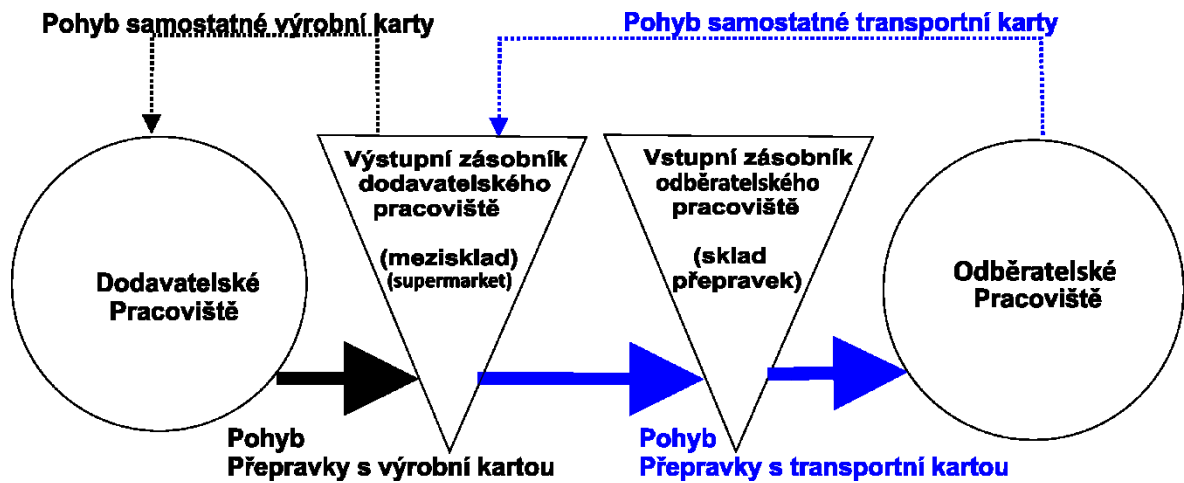 Pohyb samostatné výrobní karty
Pohyb samostatné transportní karty
Výstupní zásobník
dodavatelského
pracoviště
(mezisklad)
(supermarket)
Vstupní zásobník
odběratelského
pracoviště
(sklad
přepravek)
Dodavatelské
Pracoviště
Odběratelské
Pracoviště
Pohyb
Přepravky s výrobní kartou
Pohyb
Přepravky s transportní kartou